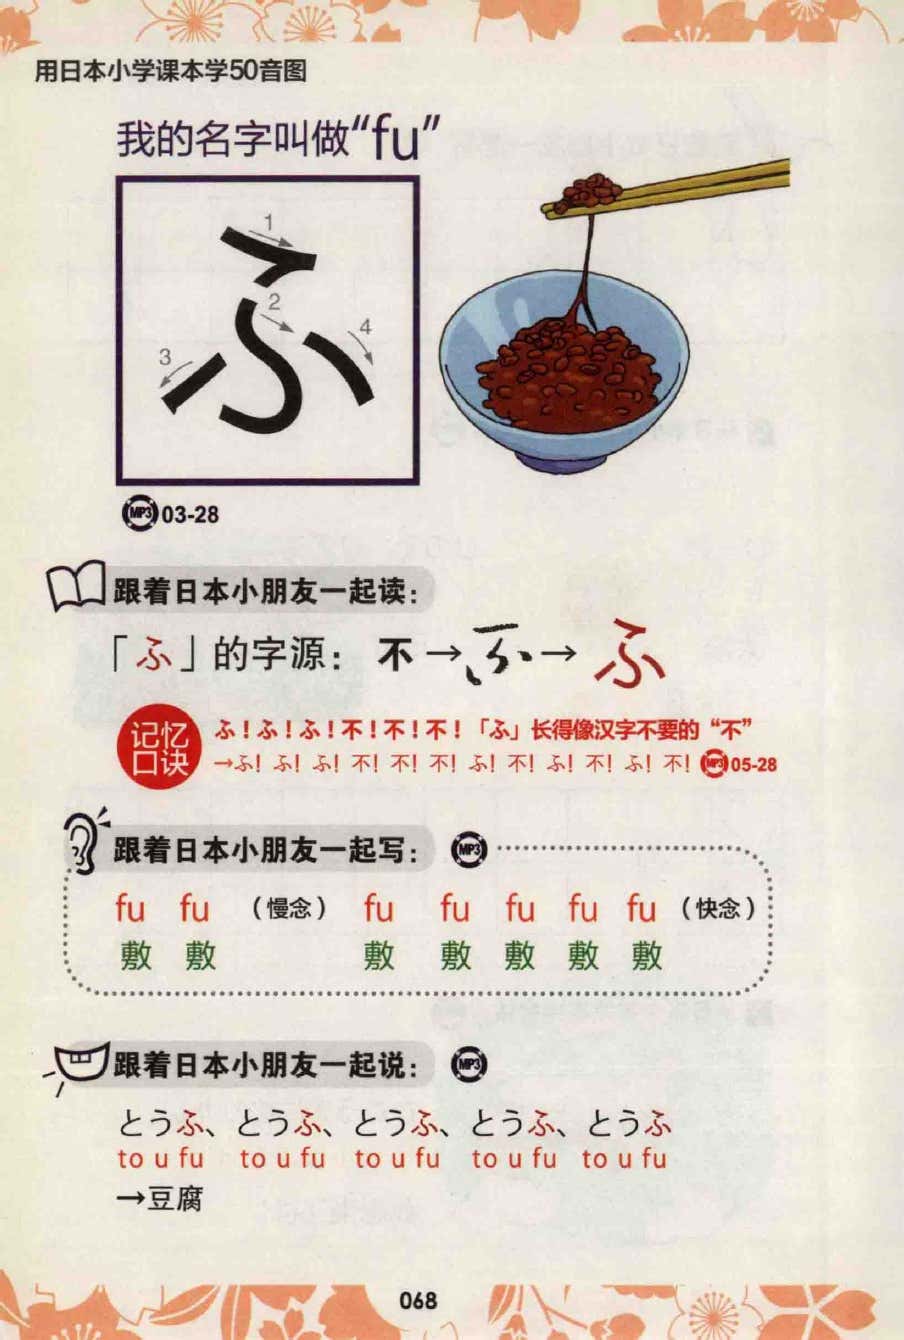 用日本小学课本学50音图
我的名字叫做“fu”
1
2
3
4
ふ
MP3 03-28
跟着日本小朋友一起读：
「ふ」的字源： 不→ふ→ふ
记忆
口诀
ふ！ふ！ふ！不！不！不！「ふ」长得像汉字不要的“不”
→ふ！ふ！ふ！不！不！不！ふ！不！ふ！不！ふ！不！ MP3 05-28
跟着日本小朋友一起写： MP3
fu fu （慢念） fu fu fu fu fu （快念）
敷 敷 敷 敷 敷 敷 敷
跟着日本小朋友一起说： MP3
とうふ、とうふ、とうふ、とうふ、とうふ
to u fu to u fu to u fu to u fu to u fu
→豆腐
068